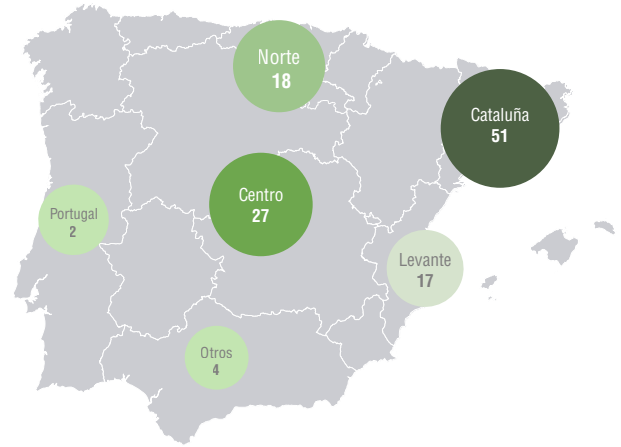 Norte
18
Cataluña
51
Centro
27
Portugal
2
Levante
17
Otros
4